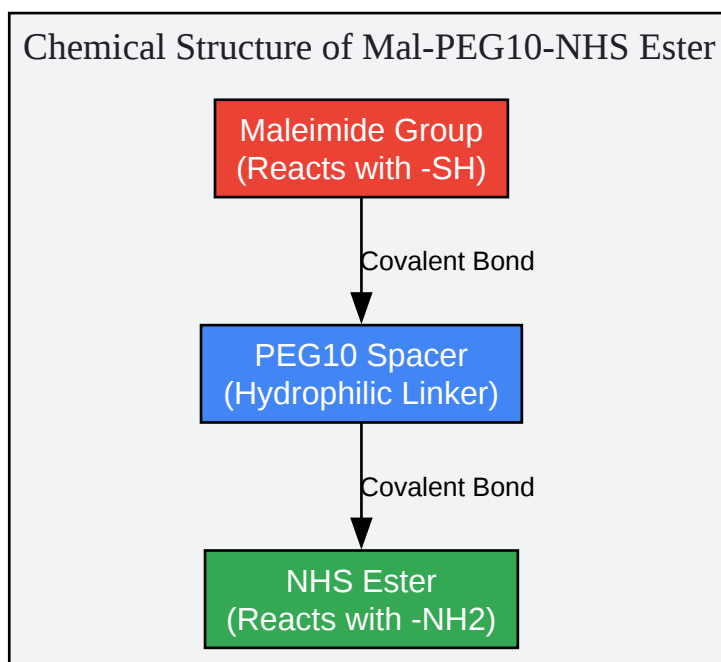 Chemical Structure of Mal-PEG10-NHS Ester
Maleimide Group
(Reacts with -SH)
Covalent Bond
PEG10 Spacer
(Hydrophilic Linker)
Covalent Bond
NHS Ester
(Reacts with -NH2)